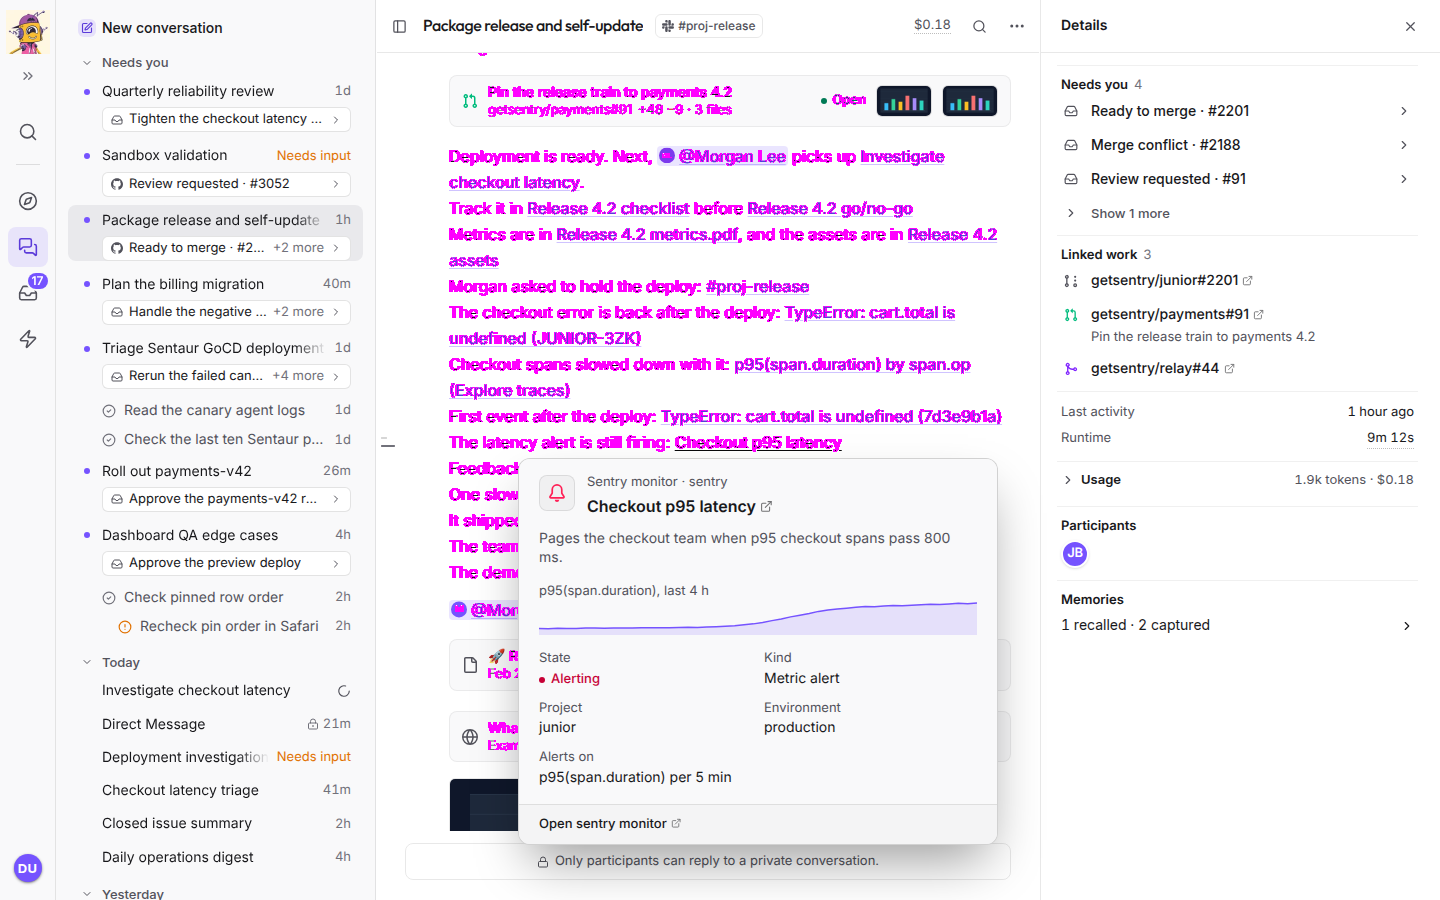 New conversation
Needs you
Quarterly reliability review 1d
Tighten the checkout latency ...
Sandbox validation Needs input
Review requested · #3052
Package release and self-update 1h
Ready to merge · #2... +2 more
17
Plan the billing migration 40m
Handle the negative ... +2 more
Triage Sentaur GoCD deployment 1d
Rerun the failed can... +4 more
Read the canary agent logs 1d
Check the last ten Sentaur p... 1d
Roll out payments-v42 26m
Approve the payments-v42 r...
Dashboard QA edge cases 4h
Approve the preview deploy
Check pinned row order 2h
Recheck pin order in Safari 2h
Today
Investigate checkout latency
Direct Message 21m
Deployment investigation Needs input
Checkout latency triage 41m
Closed issue summary 2h
Daily operations digest 4h
Yesterday
DU
Package release and self-update #proj-release $0.18
Pin the release train to payments 4.2
getsentry/payments#91 +48 −9 · 3 files
Open
Deployment is ready. Next, @Morgan Lee picks up Investigate
checkout latency.
Track it in Release 4.2 checklist before Release 4.2 go/no-go
Metrics are in Release 4.2 metrics.pdf, and the assets are in Release 4.2
assets
Morgan asked to hold the deploy: #proj-release
The checkout error is back after the deploy: TypeError: cart.total is
undefined (JUNIOR-3ZK)
Checkout spans slowed down with it: p95(span.duration) by span.op
(Explore traces)
First event after the deploy: TypeError: cart.total is undefined (7d3e9b1a)
The latency alert is still firing: Checkout p95 latency
Feedback
One slow
It shipped
The team
The demo
@Mor
Feb 2
Wha
Exam
Sentry monitor · sentry
Checkout p95 latency
Pages the checkout team when p95 checkout spans pass 800
ms.
p95(span.duration), last 4 h
State Kind
Alerting Metric alert
Project Environment
junior production
Alerts on
p95(span.duration) per 5 min
Open sentry monitor
Only participants can reply to a private conversation.
Details
Needs you 4
Ready to merge · #2201
Merge conflict · #2188
Review requested · #91
Show 1 more
Linked work 3
getsentry/junior#2201
getsentry/payments#91
Pin the release train to payments 4.2
getsentry/relay#44
Last activity 1 hour ago
Runtime 9m 12s
Usage 1.9k tokens · $0.18
Participants
JB
Memories
1 recalled · 2 captured